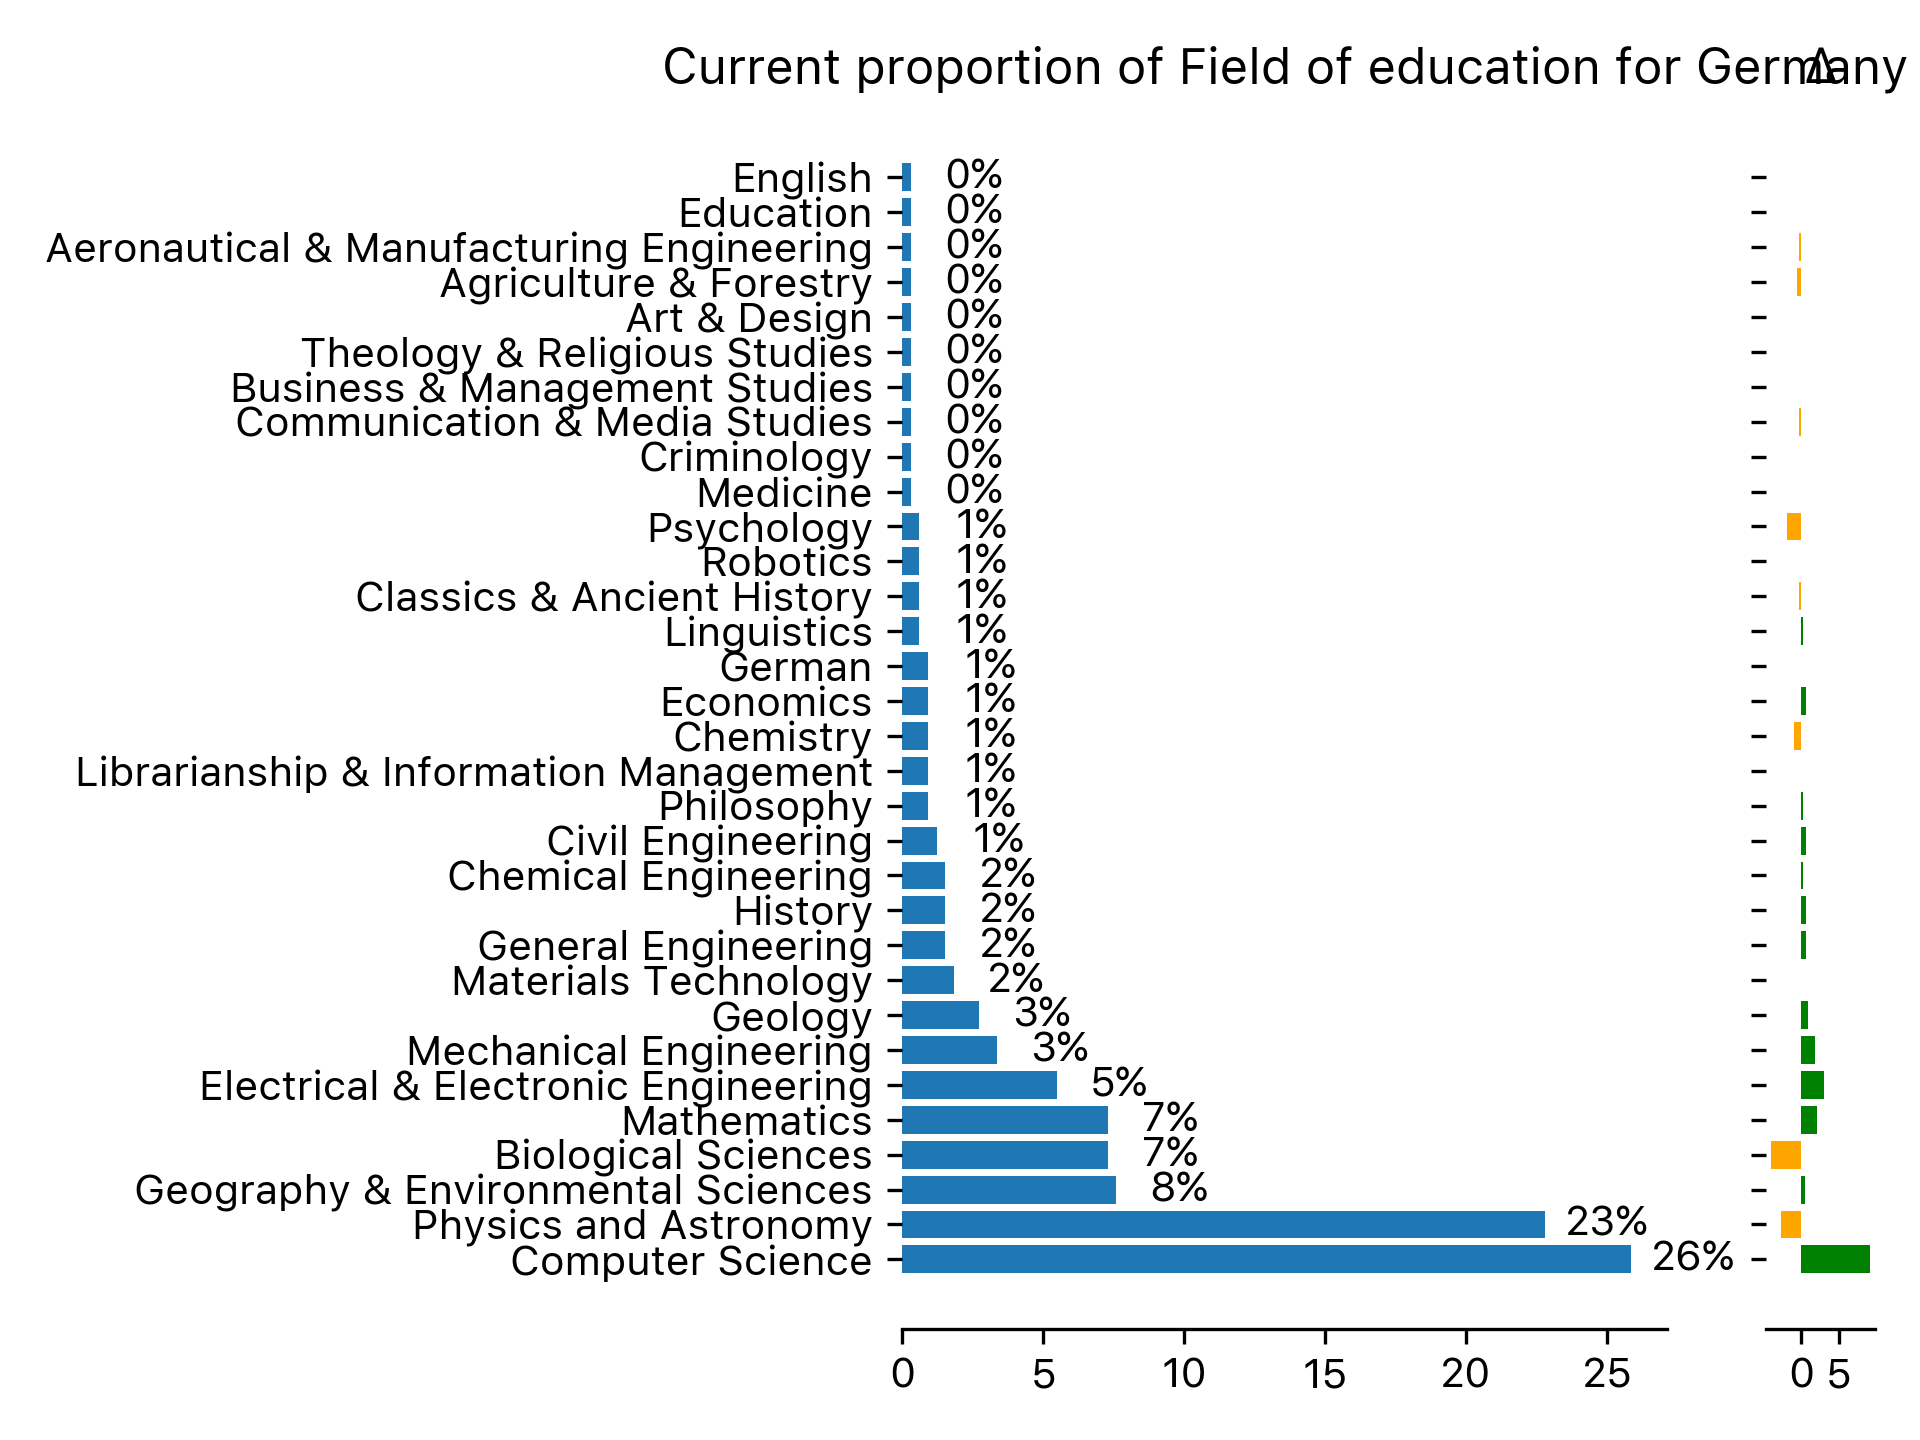 Current proportion of Field of education for Germany
Δ
English 0%
Education 0%
Aeronautical & Manufacturing Engineering 0%
Agriculture & Forestry 0%
Art & Design 0%
Theology & Religious Studies 0%
Business & Management Studies 0%
Communication & Media Studies 0%
Criminology 0%
Medicine 0%
Psychology 1%
Robotics 1%
Classics & Ancient History 1%
Linguistics 1%
German 1%
Economics 1%
Chemistry 1%
Librarianship & Information Management 1%
Philosophy 1%
Civil Engineering 1%
Chemical Engineering 2%
History 2%
General Engineering 2%
Materials Technology 2%
Geology 3%
Mechanical Engineering 3%
Electrical & Electronic Engineering 5%
Mathematics 7%
Biological Sciences 7%
Geography & Environmental Sciences 8%
Physics and Astronomy 23%
Computer Science 26%
0 5 10 15 20 25
0 5